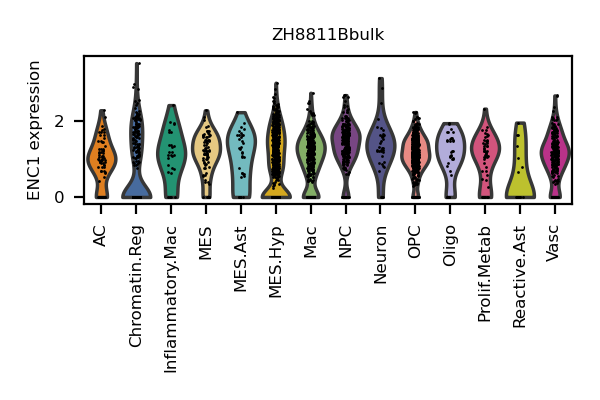 ZH8811Bbulk
ENC1 expression
2
0
AC
Chromatin.Reg
Inflammatory.Mac
MES
MES.Ast
MES.Hyp
Mac
NPC
Neuron
OPC
Oligo
Prolif.Metab
Reactive.Ast
Vasc